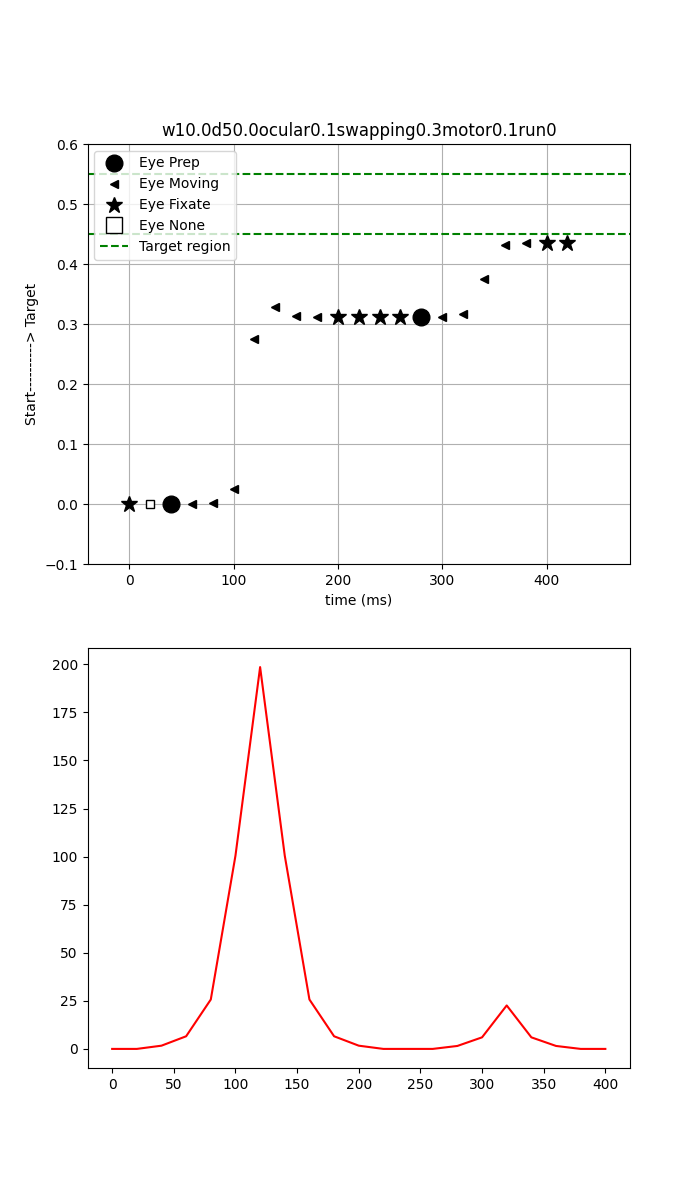 w10.0d50.0ocular0.1swapping0.3motor0.1run0
0.6
0.5
0.4
0.3
0.2
0.1
0.0
−0.1
Start----------> Target
Eye Prep
Eye Moving
Eye Fixate
Eye None
Target region
0 100 200 300 400
time (ms)
200
175
150
125
100
75
50
25
0
0 50 100 150 200 250 300 350 400